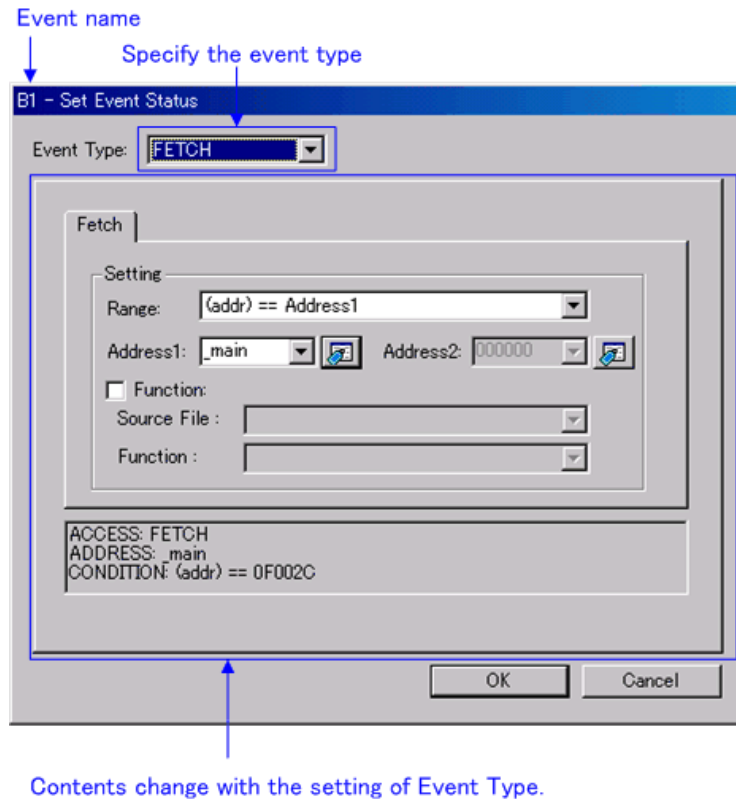 Event name
Specify the event type
B1 - Set Event Status
Event Type: FETCH
Fetch
Setting
Range: (addr) == Address1
Address1: _main Address2: 000000
Function:
Source File :
Function :
ACCESS: FETCH
ADDRESS: _main
CONDITION: (addr) == 0F002C
OK Cancel
Contents change with the setting of Event Type.